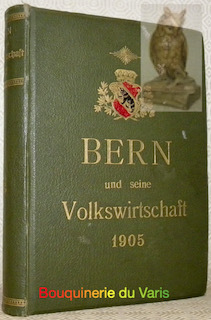 BERN
und seine
Volkswirtschaft
1905
Bouquinerie du Varis